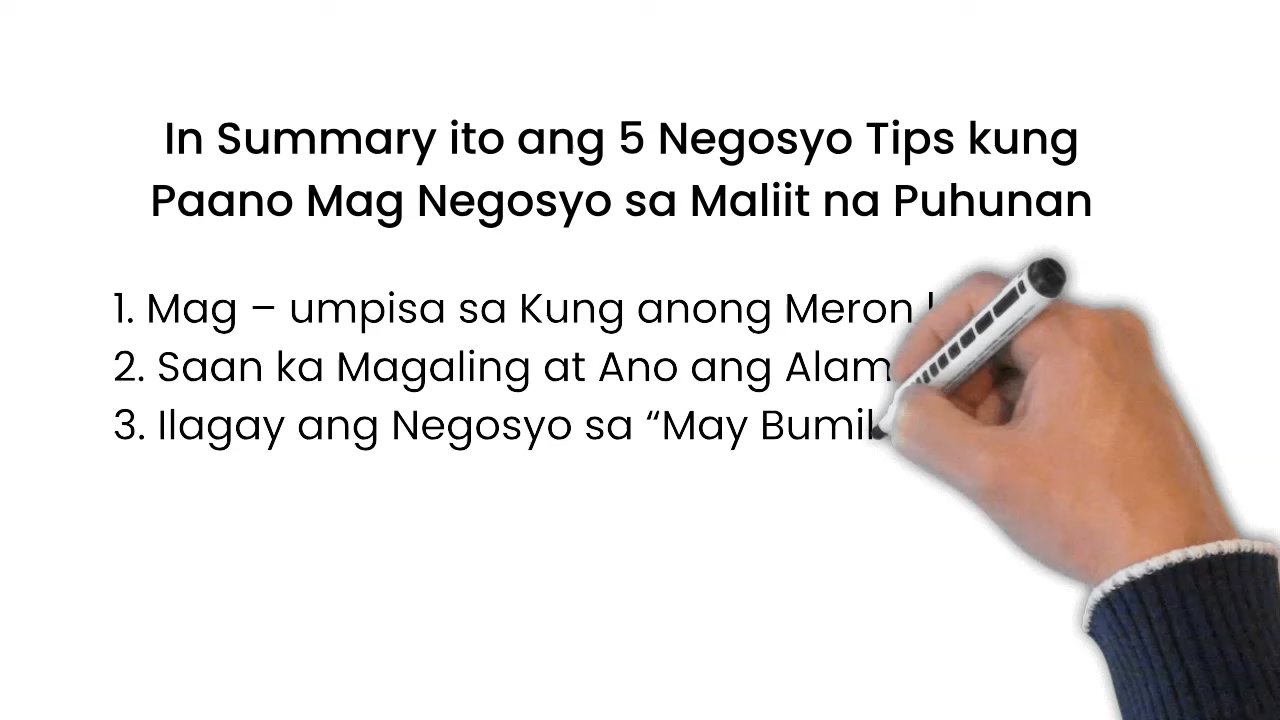 In Summary ito ang 5 Negosyo Tips kung
Paano Mag Negosyo sa Maliit na Puhunan
1. Mag – umpisa sa Kung anong Meron
2. Saan ka Magaling at Ano ang Alam
3. Ilagay ang Negosyo sa “May Bumil